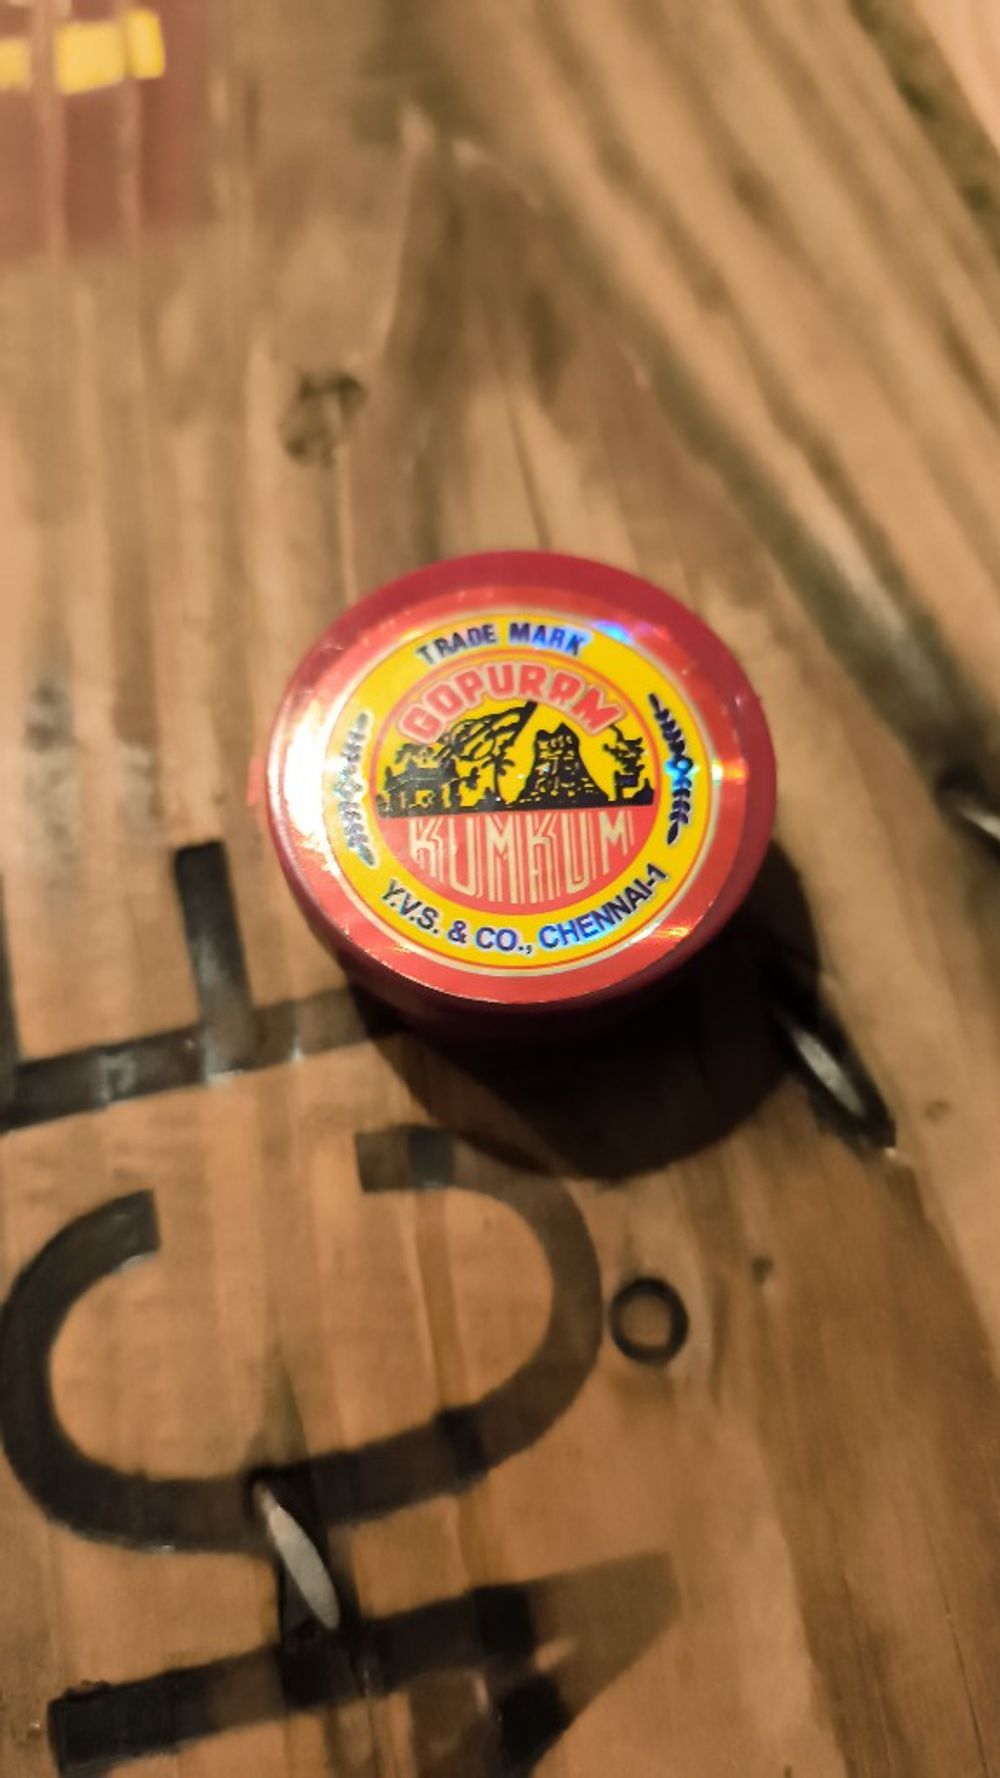 TRADE MARK
GOPURAM
KUMKUM
Y.V.S. & CO., CHENNAI-1